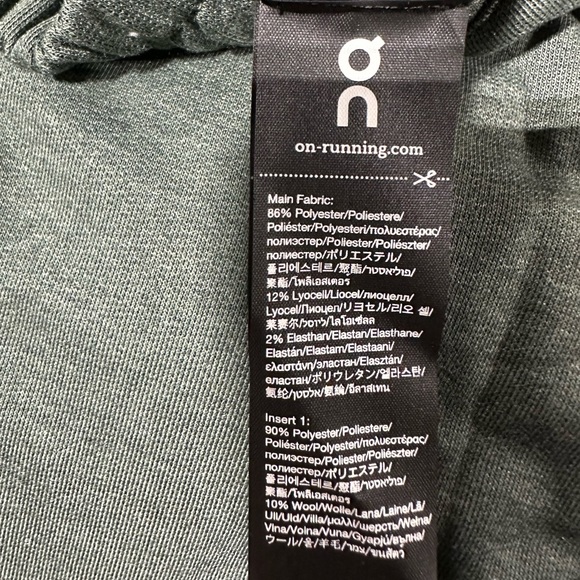 on
on-running.com
Main Fabric:
86% Polyester/Poliestere/
Poliéster/Polyesteri/πολυεστέρας/
полиэстер/Poliester/Poliészter/
полиестер/ポリエステル/
폴리에스테르/聚酯/פוליאסטר/
聚酯/โพลีเอสเตอร์
12% Lyocell/Liocel/лиоцелл/
Lyocel/Лиоцел/リヨセル/리오 셀/
莱赛尔/ליוסל/ไลโอเซลล์
2% Elasthan/Elastan/Elasthane/
Elastán/Elastam/Elastaani/
ελαστάνη/эластан/Elasztán/
еластан/ポリウレタン/엘라스탄/
氨纶/אלסטן/氨綸/อีลาสเทน
Insert 1:
90% Polyester/Poliestere/
Poliéster/Polyesteri/πολυεστέρας/
полиэстер/Poliester/Poliészter/
полиестер/ポリエステル/
폴리에스테르/聚酯/פוליאסטר/
聚酯/โพลีเอสเตอร์
10% Wool/Wolle/Lana/Laine/Lã/
Ull/Uld/Villa/μαλλί/шерсть/Wełna/
Vlna/Volna/Vuna/Gyapjú/вълна/
ウール/울/羊毛/צמר/ขนสัตว์